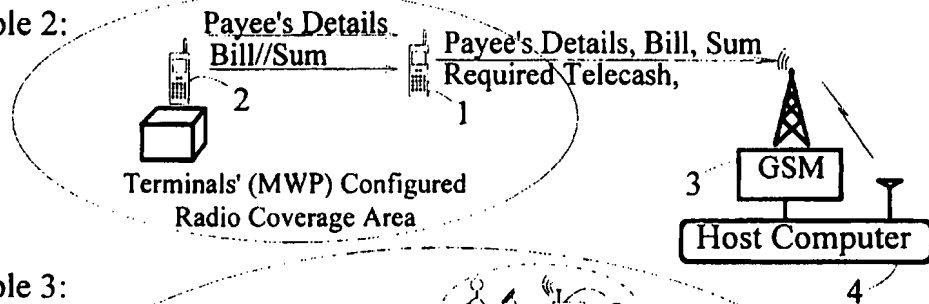 ple 2:
Payee's Details
Bill//Sum
Payee's Details, Bill, Sum
Required Telecash,
2
1
Terminals' (MWP) Configured
Radio Coverage Area
3
GSM
Host Computer
4
ple 3: